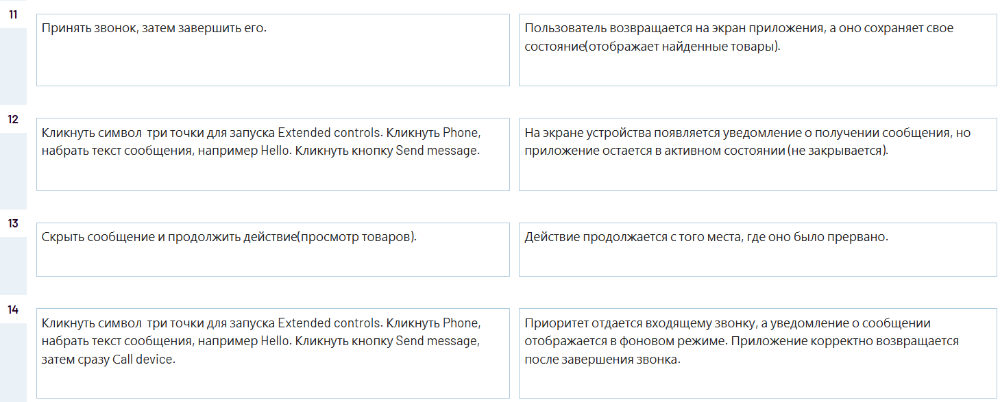 11
Принять звонок, затем завершить его.
Пользователь возвращается на экран приложения, а оно сохраняет свое
состояние(отображает найденные товары).
12
Кликнуть символ  три точки для запуска Extended controls. Кликнуть Phone,
набрать текст сообщения, например Hello. Кликнуть кнопку Send message.
На экране устройства появляется уведомление о получении сообщения, но
приложение остается в активном состоянии (не закрывается).
13
Скрыть сообщение и продолжить действие(просмотр товаров).
Действие продолжается с того места, где оно было прервано.
14
Кликнуть символ  три точки для запуска Extended controls. Кликнуть Phone,
набрать текст сообщения, например Hello. Кликнуть кнопку Send message,
затем сразу Call device.
Приоритет отдается входящему звонку, а уведомление о сообщении
отображается в фоновом режиме. Приложение корректно возвращается
после завершения звонка.